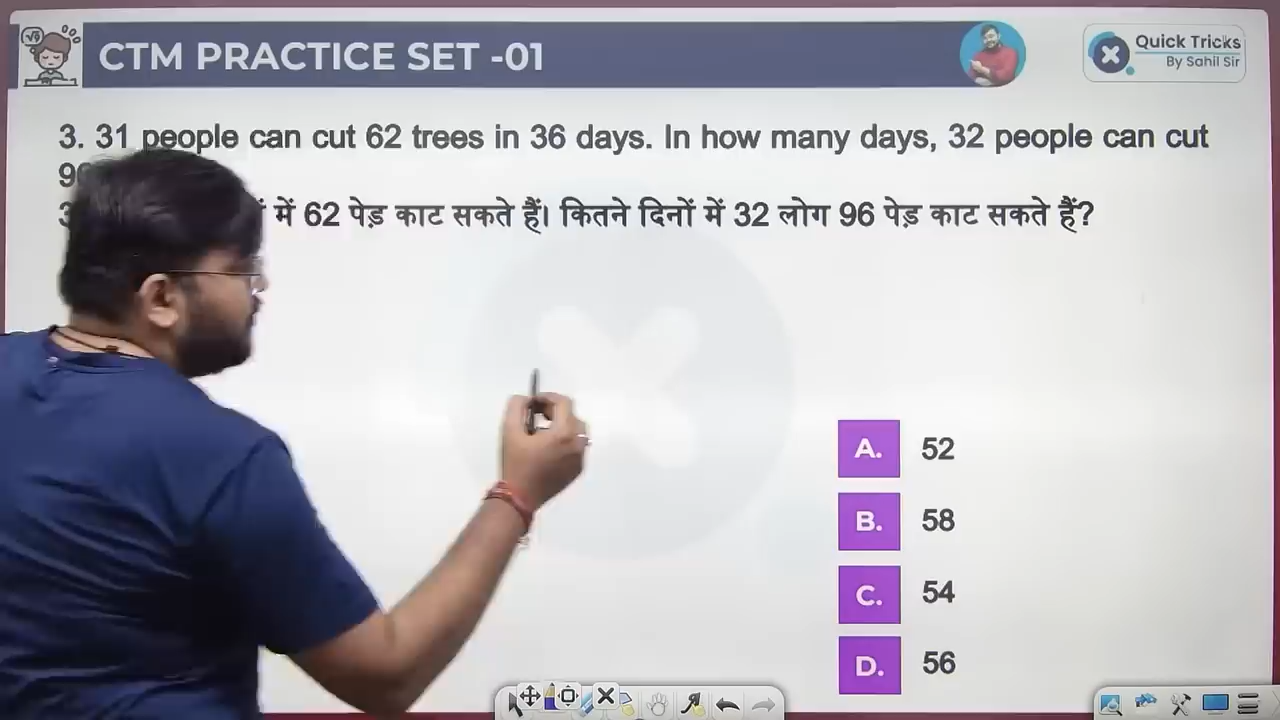 CTM PRACTICE SET -01
Quick Tricks
By Sahil Sir
3. 31 people can cut 62 trees in 36 days. In how many days, 32 people can cut
में 62 पेड़ काट सकते हैं। कितने दिनों में 32 लोग 96 पेड़ काट सकते हैं?
A. 52
B. 58
C. 54
D. 56